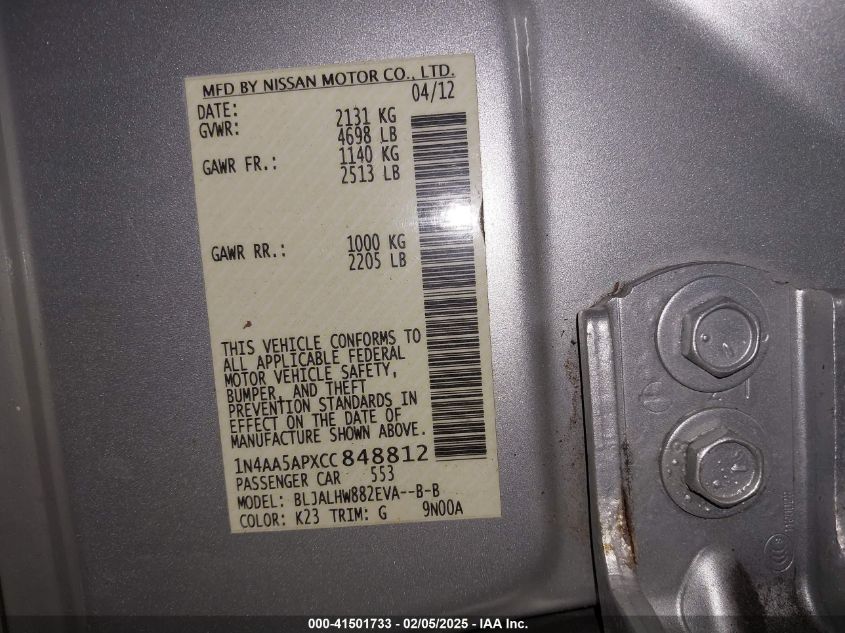 MFD BY NISSAN MOTOR CO., LTD.
DATE: 04/12
GVWR: 2131 KG
4698 LB
GAWR FR.: 1140 KG
2513 LB
GAWR RR.: 1000 KG
2205 LB
THIS VEHICLE CONFORMS TO
ALL APPLICABLE FEDERAL
MOTOR VEHICLE SAFETY,
BUMPER, AND THEFT
PREVENTION STANDARDS IN
EFFECT ON THE DATE OF
MANUFACTURE SHOWN ABOVE.
1N4AA5APXCC848812
PASSENGER CAR 553
MODEL: BLJALHW882EVA--B-B
COLOR: K23 TRIM: G 9N00A
000-41501733 - 02/05/2025 - IAA Inc.